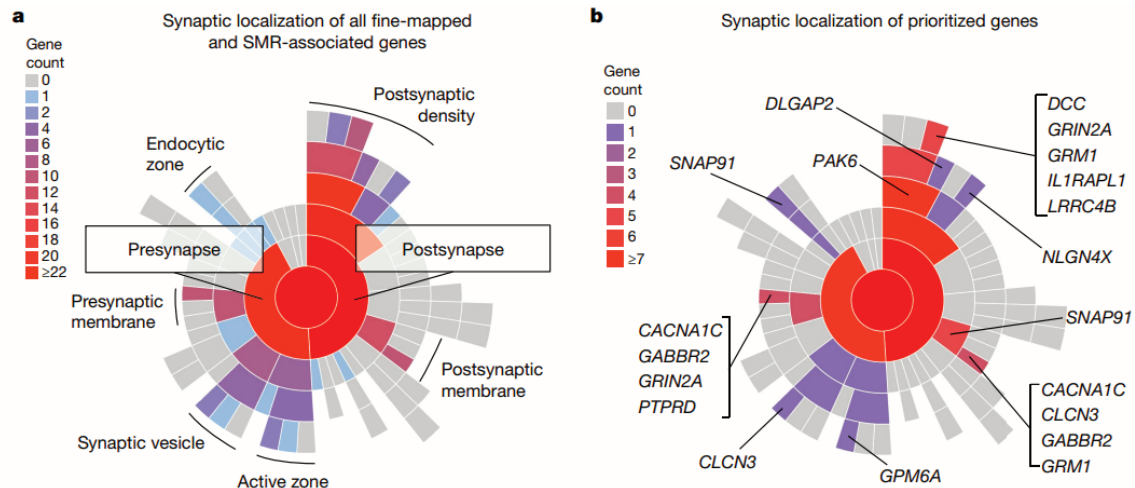 a
Synaptic localization of all fine-mapped
and SMR-associated genes
Gene
count
0
1
2
4
6
8
10
12
14
16
18
20
≥22
Postsynaptic
density
Endocytic
zone
Presynapse
Postsynapse
Presynaptic
membrane
Postsynaptic
membrane
Synaptic vesicle
Active zone
b
Synaptic localization of prioritized genes
Gene
count
0
1
2
3
4
5
6
≥7
DLGAP2
SNAP91
PAK6
DCC
GRIN2A
GRM1
IL1RAPL1
LRRC4B
NLGN4X
SNAP91
CACNA1C
GABBR2
GRIN2A
PTPRD
CACNA1C
CLCN3
GABBR2
GRM1
CLCN3
GPM6A